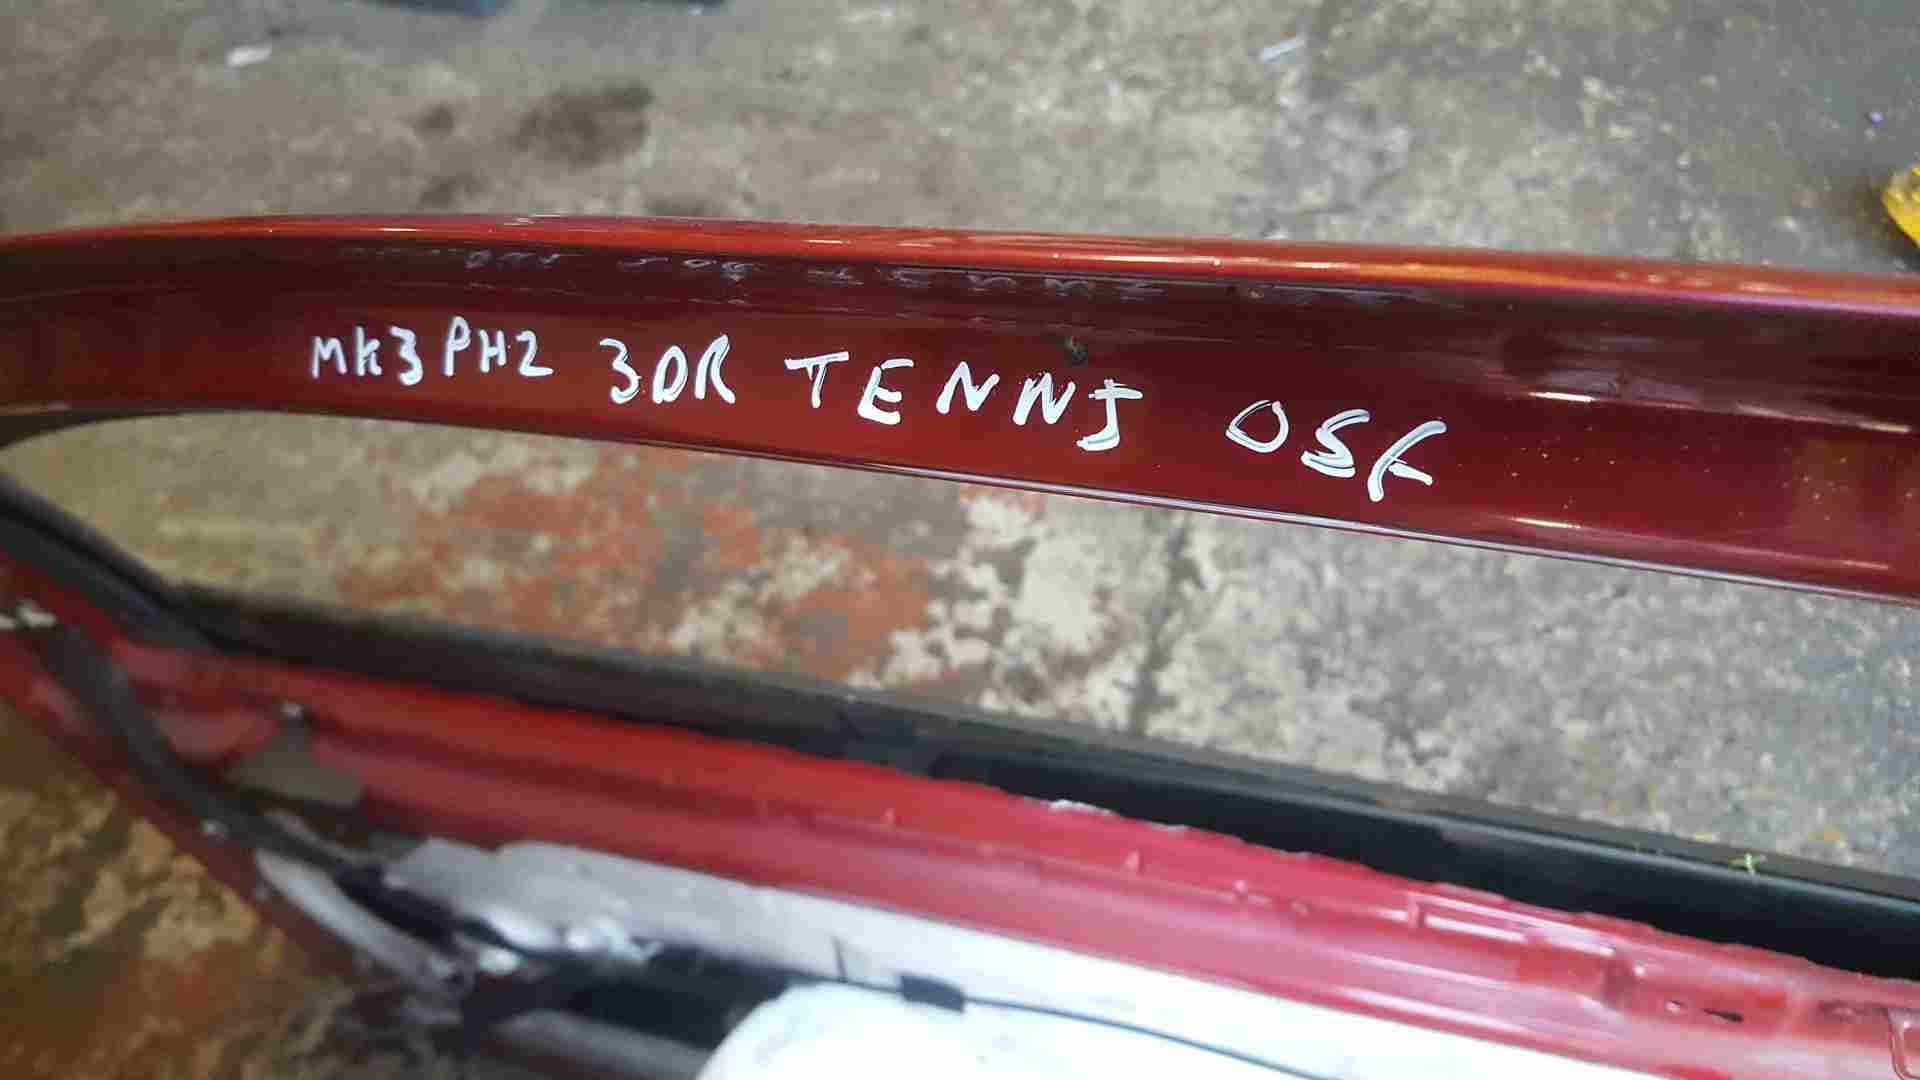 MK3 PH2 3DR TENNJ OSF